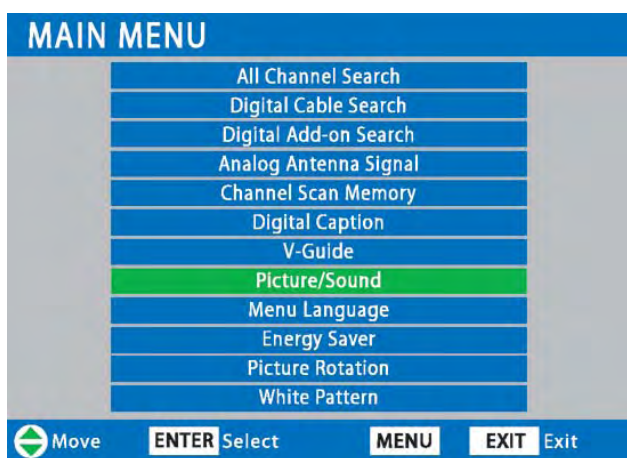 MAIN MENU
All Channel Search
Digital Cable Search
Digital Add-on Search
Analog Antenna Signal
Channel Scan Memory
Digital Caption
V-Guide
Picture/Sound
Menu Language
Energy Saver
Picture Rotation
White Pattern
Move ENTER Select MENU EXIT Exit